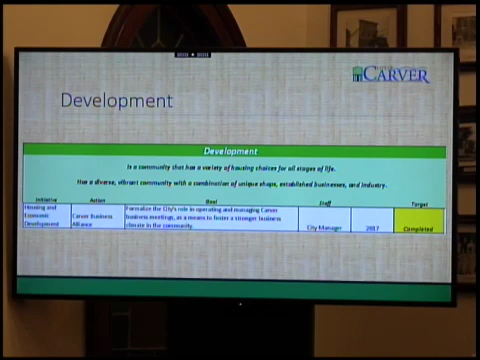 CARVER
Development
Development
Is a community that has a variety of housing choices for all stages of life.
Has a diverse, vibrant community with a combination of unique shops, established businesses, and industry.
Initiative Action Goal Staff Target
Housing and Economic Development
Carver Business Alliance
Formalize the City's role in operating and managing Carver
business meetings, as a means to foster a stronger business
climate in the community.
City Manager
2017
Completed